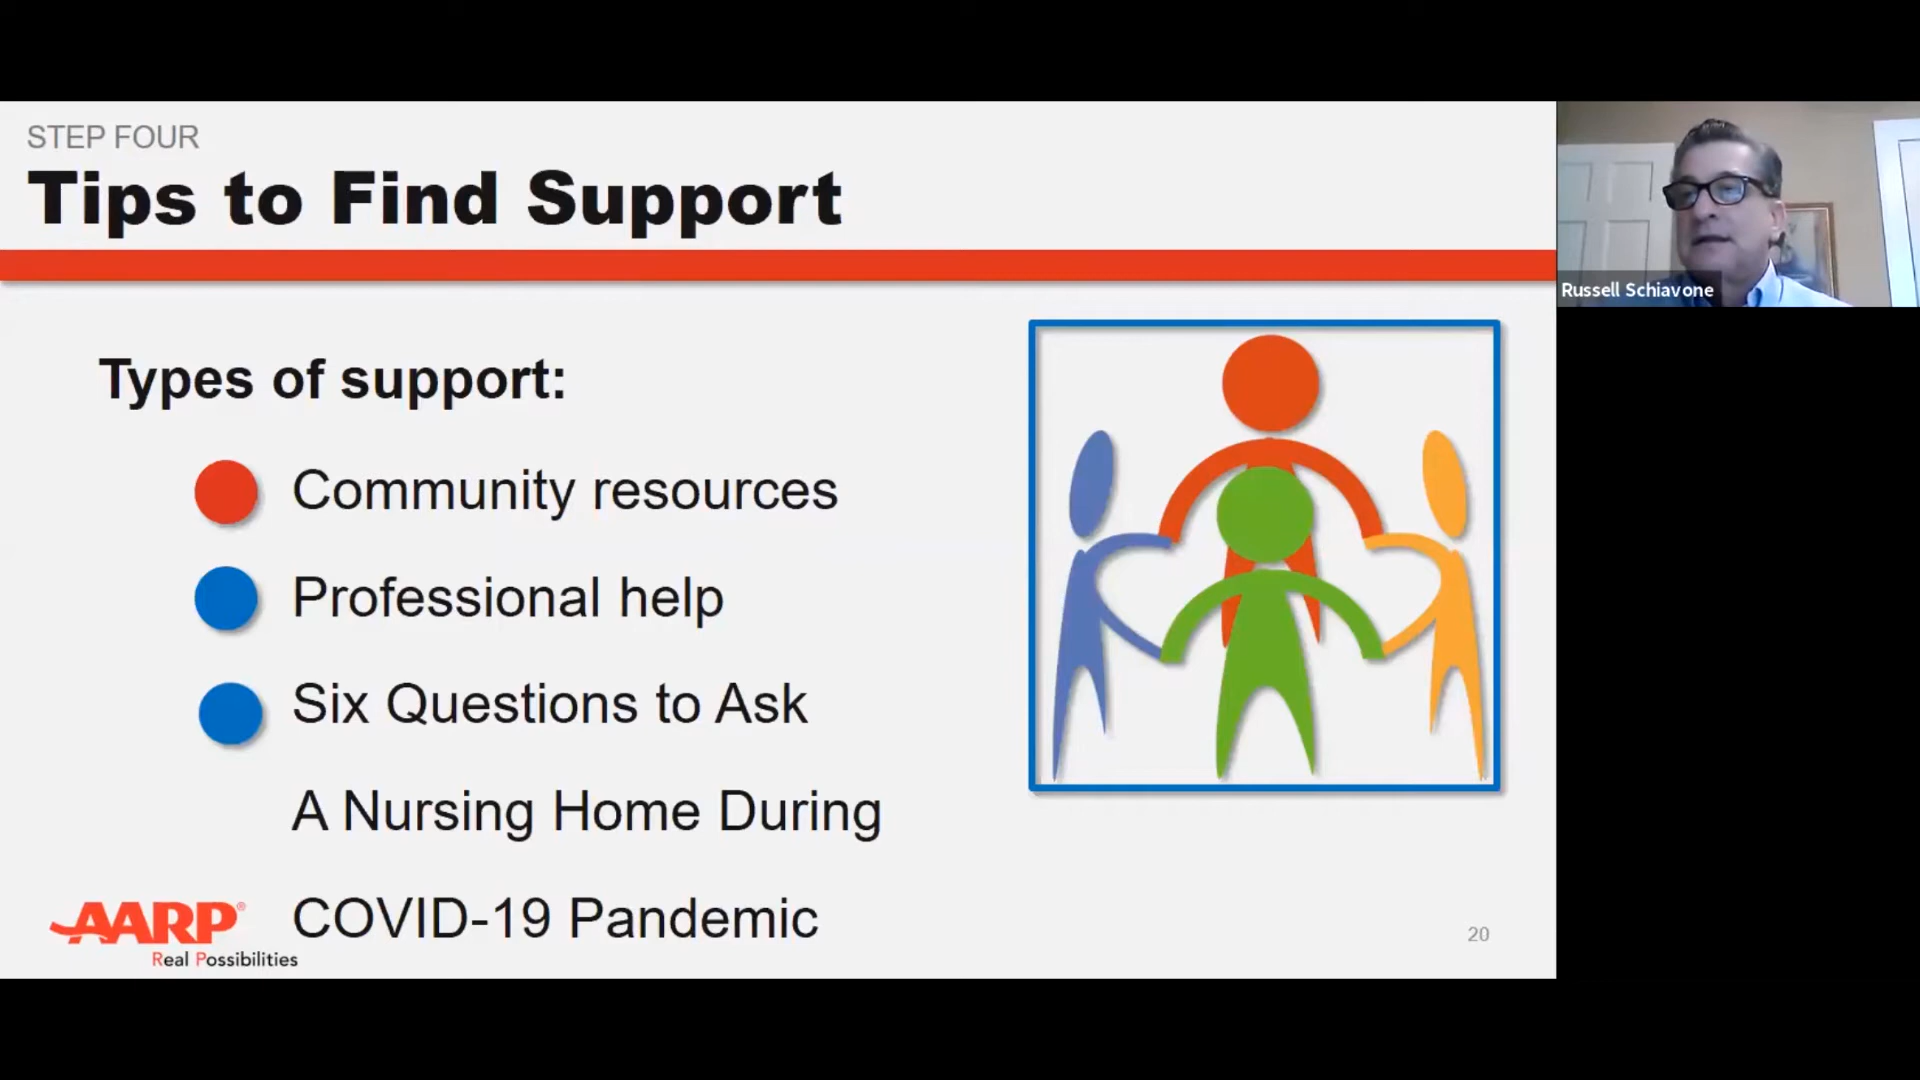 STEP FOUR
Tips to Find Support
Russell Schiavone
Types of support:
Community resources
Professional help
Six Questions to Ask
A Nursing Home During
COVID-19 Pandemic
AARP®
Real Possibilities
20